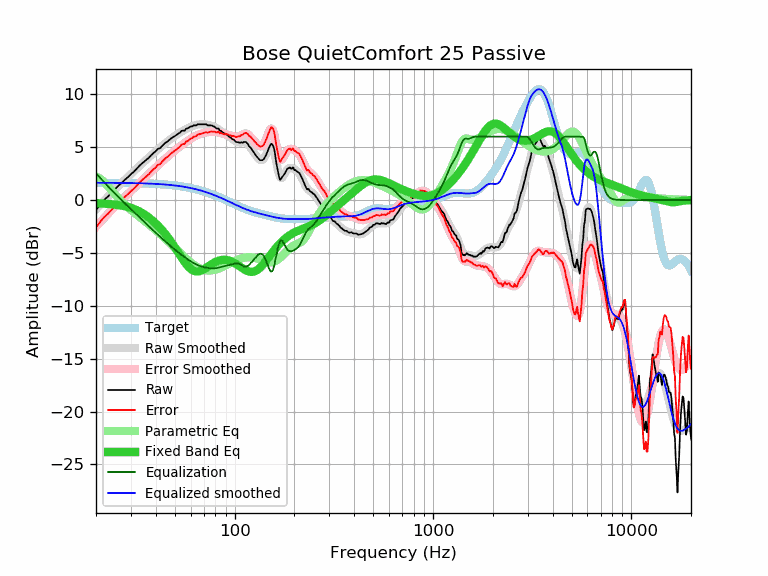 Bose QuietComfort 25 Passive
10
5
0
−5
−10
−15
−20
−25
Amplitude (dBr)
Target
Raw Smoothed
Error Smoothed
Raw
Error
Parametric Eq
Fixed Band Eq
Equalization
Equalized smoothed
100
1000
10000
Frequency (Hz)